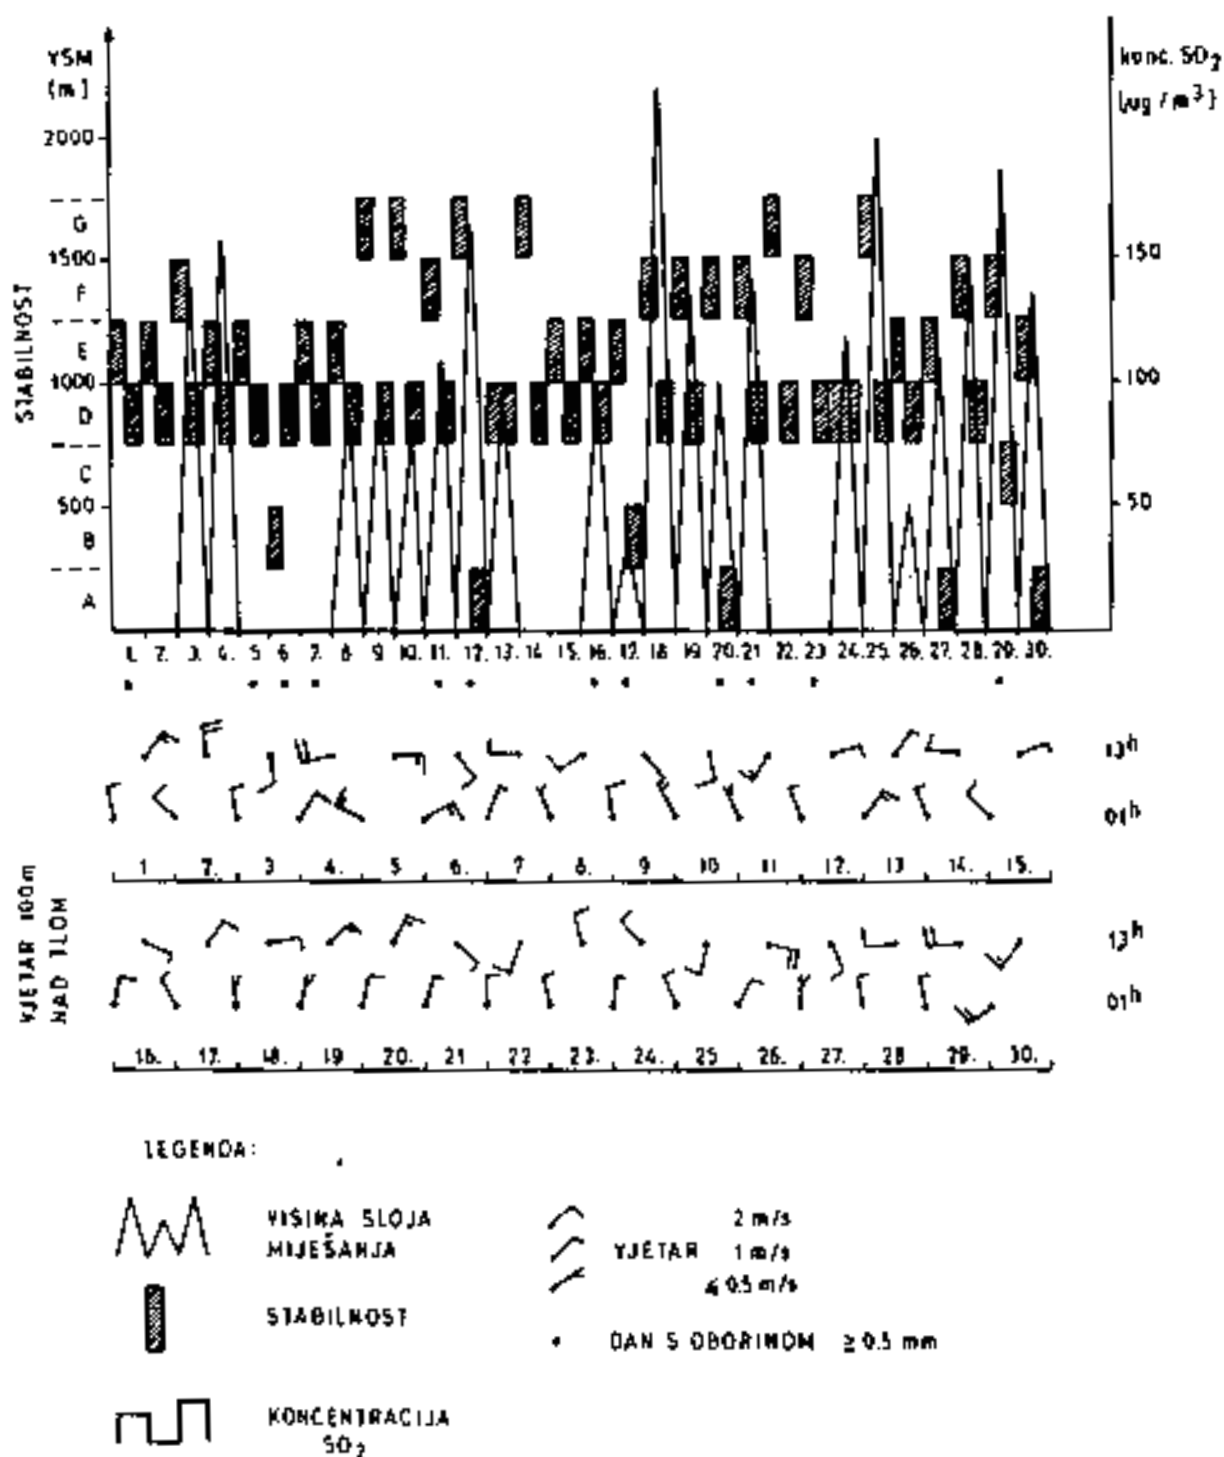 VSM
(m)
konc. SO2
(µg / m3)
2000
G
1500
150
F
STABILNOST
E
1000
100
D
C
500
50
B
A
1. 2. 3. 4. 5 6 7. 8 9. 10. 11. 12. 13. 14 15. 16. 17. 18 19. 20. 21 22. 23 24. 25. 26. 27. 28. 29. 30.
13h
01h
1 2. 3 4. 5 6. 7 8. 9. 10 11 12. 13 14. 15.
VJETAR 100m
NAD TLOM
13h
01h
16. 17. 18. 19 20. 21 22 23. 24. 25 26. 27. 28 29. 30.
LEGENDA:
VISINA SLOJA
MIJEŠANJA
STABILNOST
KONCENTRACIJA
SO2
2 m/s
VJETAR 1 m/s
≤ 0.5 m/s
DAN S OBORINOM ≥ 0.5 mm